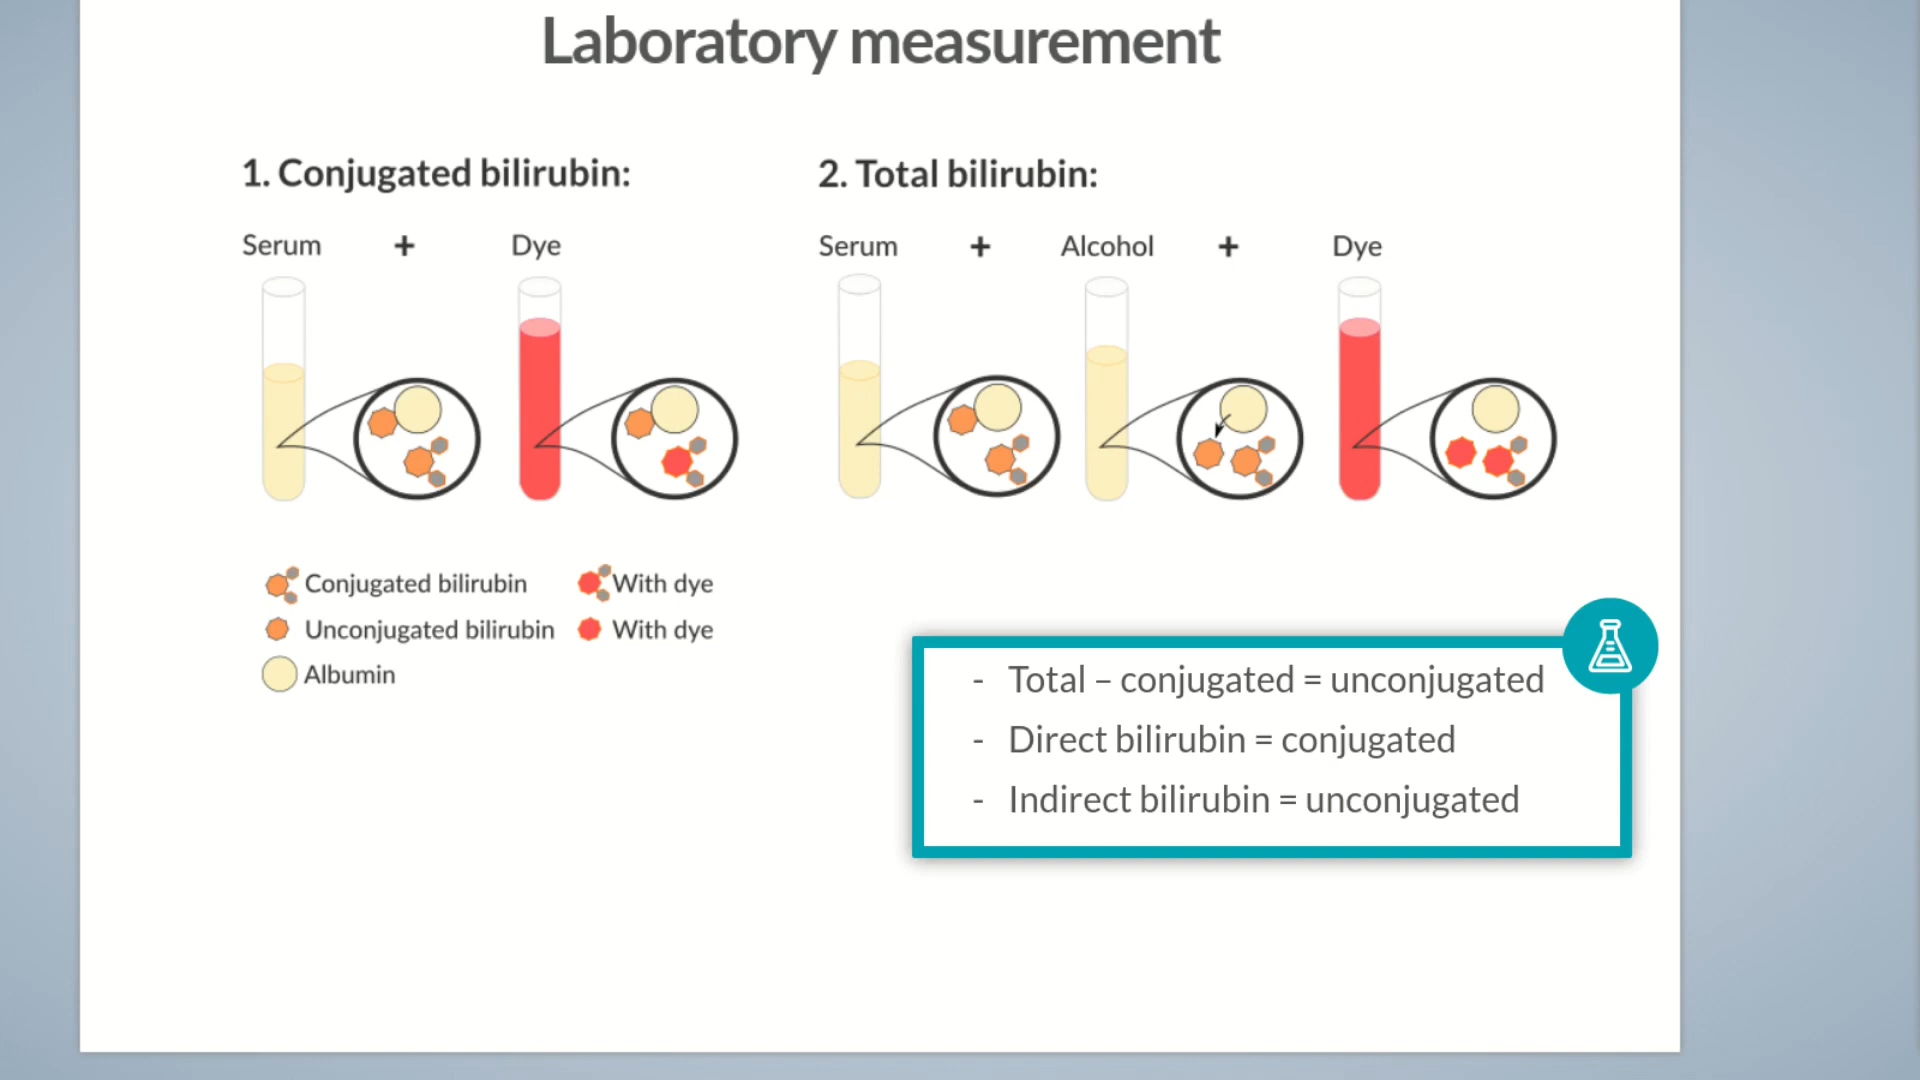 Laboratory measurement
1. Conjugated bilirubin:
Serum + Dye
2. Total bilirubin:
Serum + Alcohol + Dye
Conjugated bilirubin
With dye
Unconjugated bilirubin
With dye
Albumin
- Total – conjugated = unconjugated
- Direct bilirubin = conjugated
- Indirect bilirubin = unconjugated